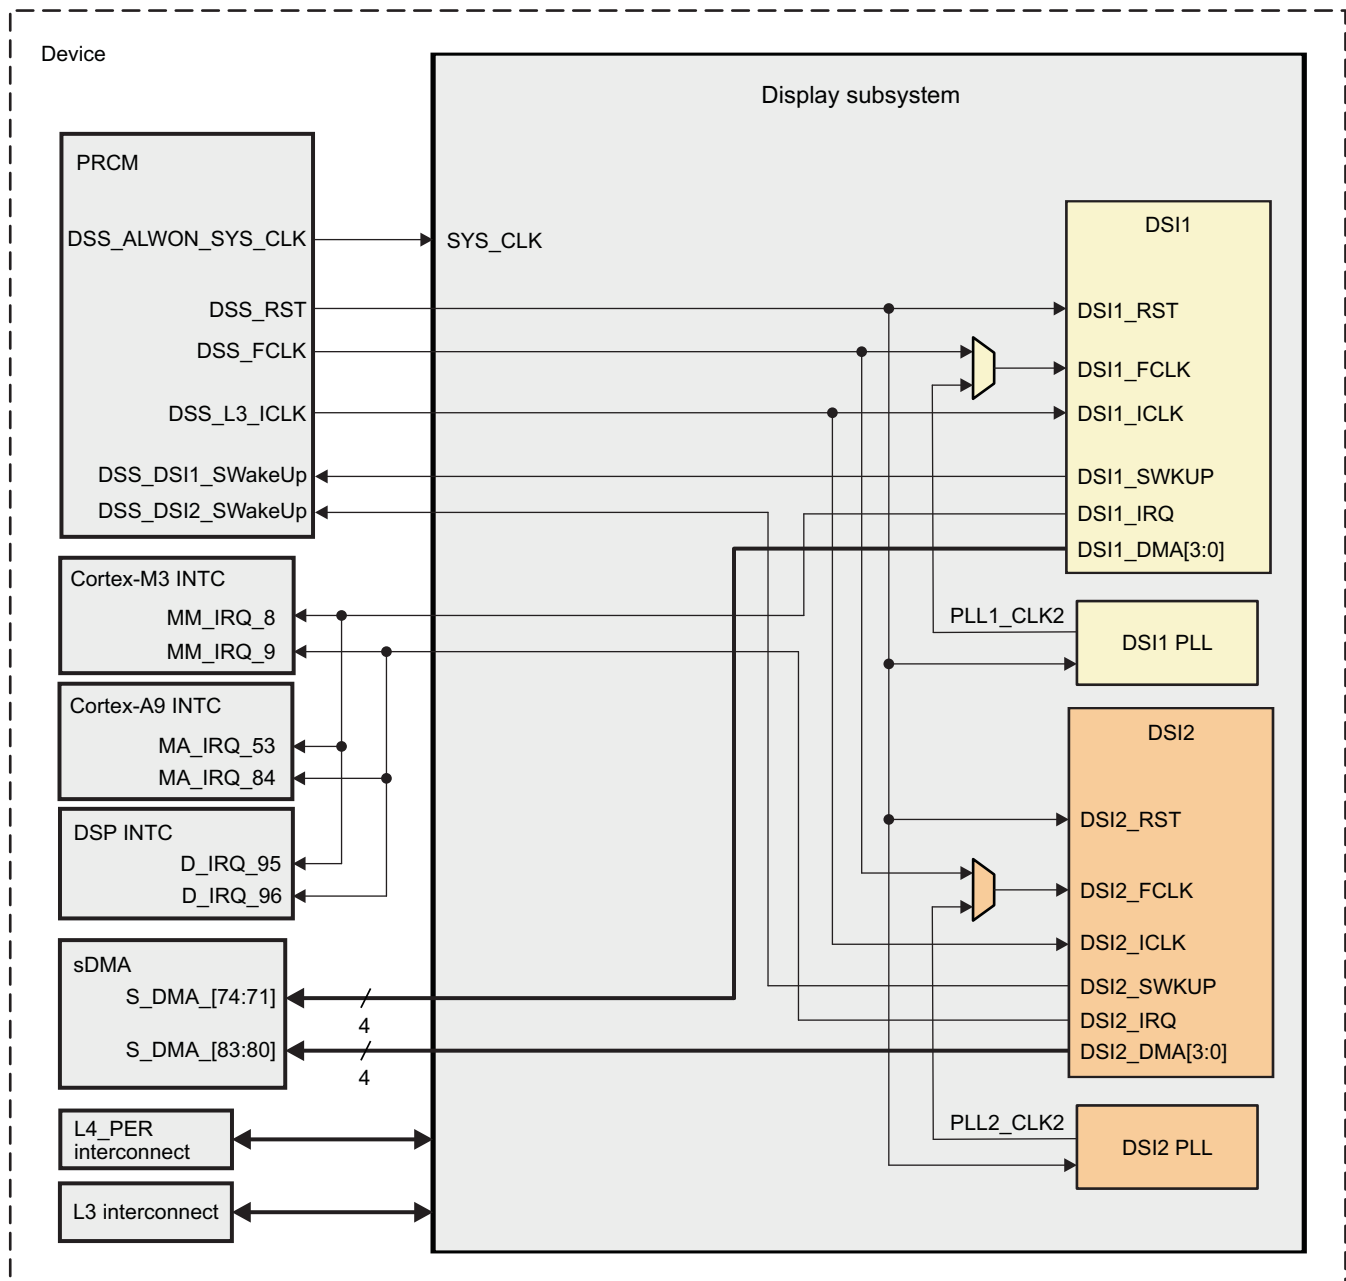 Device
Display subsystem
PRCM
DSS_ALWON_SYS_CLK
DSS_RST
DSS_FCLK
DSS_L3_ICLK
DSS_DSI1_SWakeUp
DSS_DSI2_SWakeUp
SYS_CLK
DSI1
DSI1_RST
DSI1_FCLK
DSI1_ICLK
DSI1_SWKUP
DSI1_IRQ
DSI1_DMA[3:0]
Cortex-M3 INTC
MM_IRQ_8
MM_IRQ_9
PLL1_CLK2
DSI1 PLL
Cortex-A9 INTC
MA_IRQ_53
MA_IRQ_84
DSP INTC
D_IRQ_95
D_IRQ_96
DSI2
DSI2_RST
DSI2_FCLK
DSI2_ICLK
DSI2_SWKUP
DSI2_IRQ
DSI2_DMA[3:0]
sDMA
S_DMA_[74:71]
4
S_DMA_[83:80]
4
PLL2_CLK2
DSI2 PLL
L4_PER
interconnect
L3 interconnect